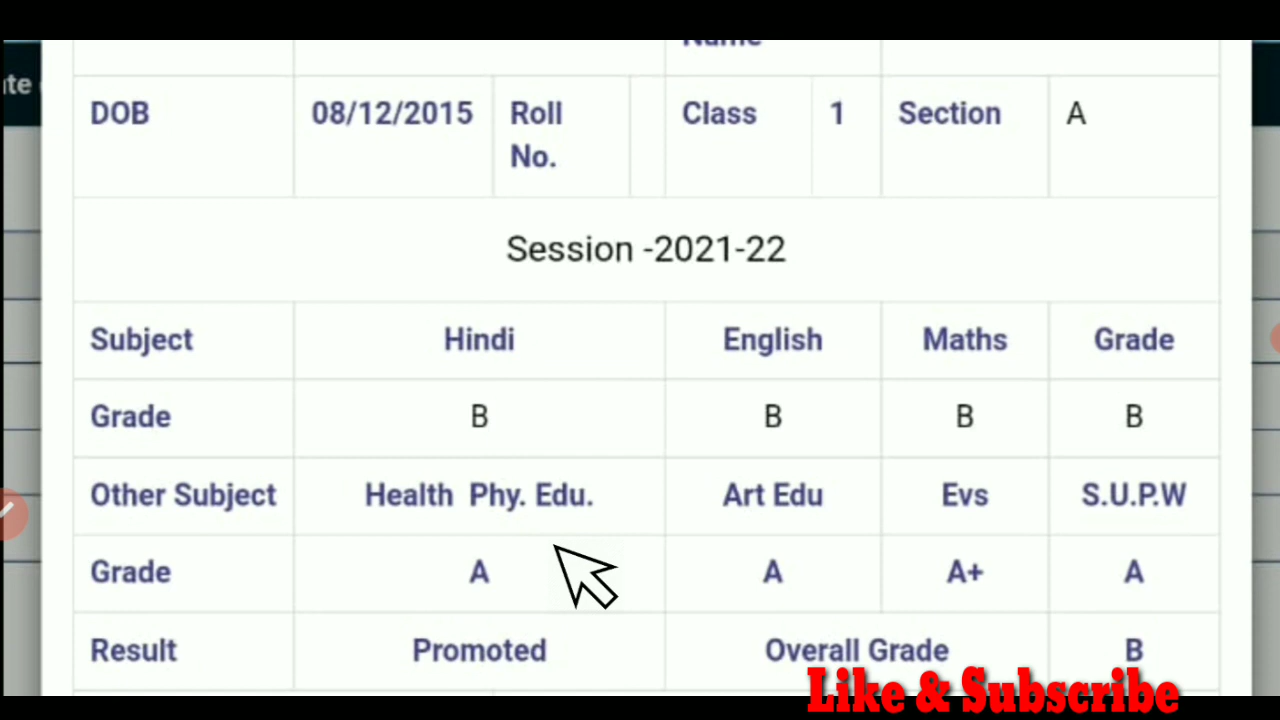 Name
DOB 08/12/2015 Roll No. Class 1 Section A
Session -2021-22
Subject Hindi English Maths Grade
Grade B B B B
Other Subject Health Phy. Edu. Art Edu Evs S.U.P.W
Grade A A A+ A
Result Promoted Overall Grade B
Like & Subscribe